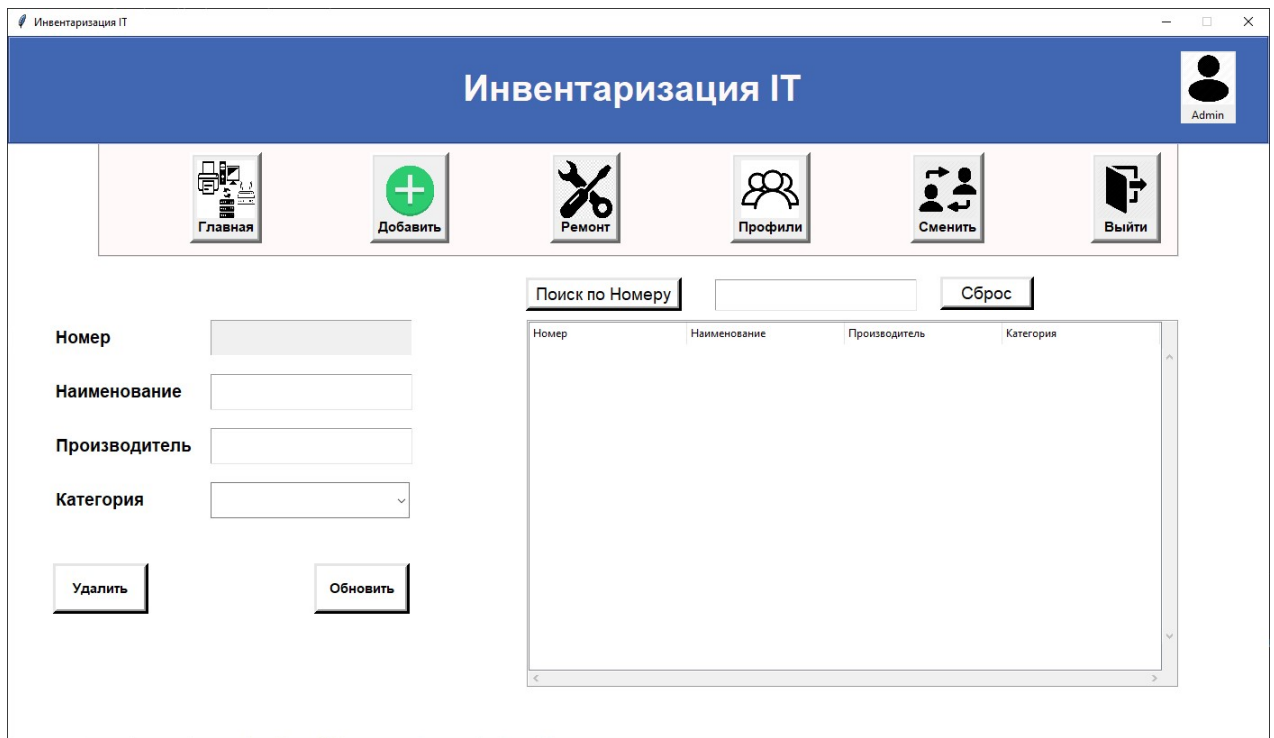 Инвентаризация IT
Инвентаризация IT
Admin
Главная
Добавить
Ремонт
Профили
Сменить
Выйти
Поиск по Номеру
Сброс
Номер
Наименование
Производитель
Категория
Удалить
Обновить
Номер Наименование Производитель Категория